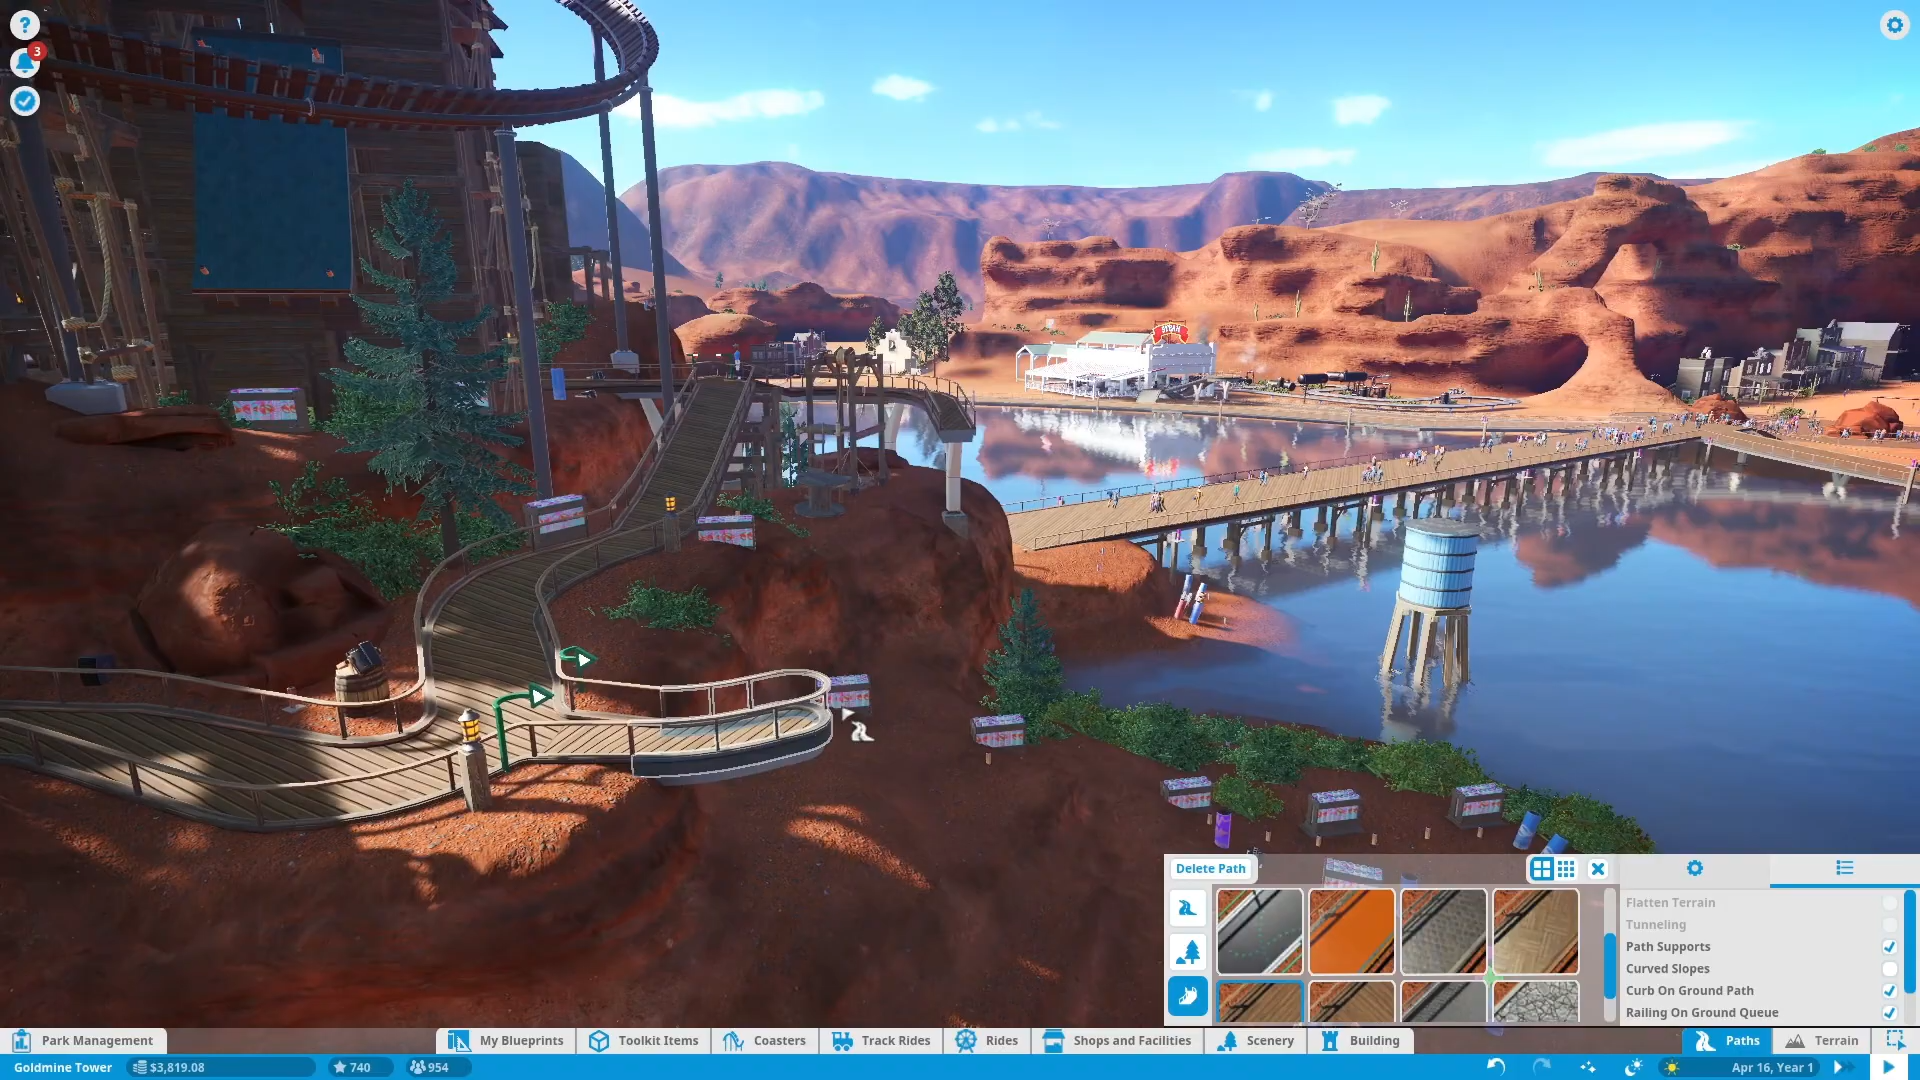 ?
3
STEAK
Delete Path
Flatten Terrain
Tunneling
Path Supports
Curved Slopes
Curb On Ground Path
Railing On Ground Queue
Park Management
My Blueprints
Toolkit Items
Coasters
Track Rides
Rides
Shops and Facilities
Scenery
Building
Paths
Terrain
Goldmine Tower
$3,819.08
740
954
Apr 16, Year 1